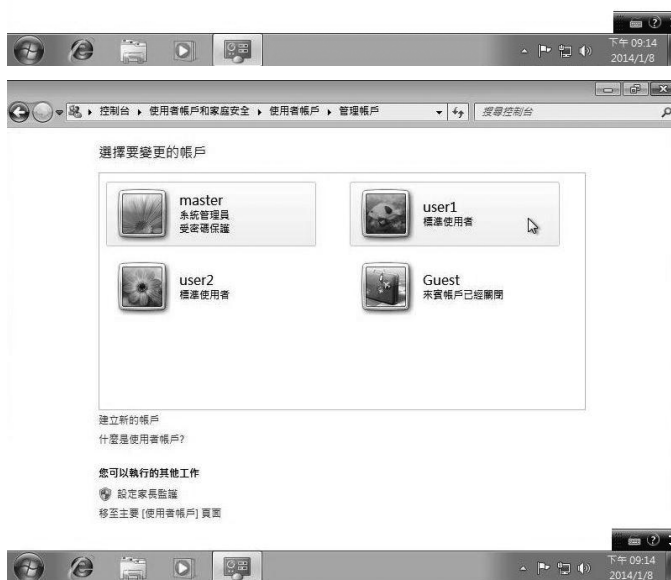 下午 09:14
2014/1/8
控制台 使用者帳戶和家庭安全 使用者帳戶 管理帳戶 搜尋控制台
選擇要變更的帳戶
master
系統管理員
受密碼保護
user1
標準使用者
user2
標準使用者
Guest
來賓帳戶已經關閉
建立新的帳戶
什麼是使用者帳戶?
您可以執行的其他工作
設定家長監護
移至主要 [使用者帳戶] 頁面
下午 09:14
2014/1/8